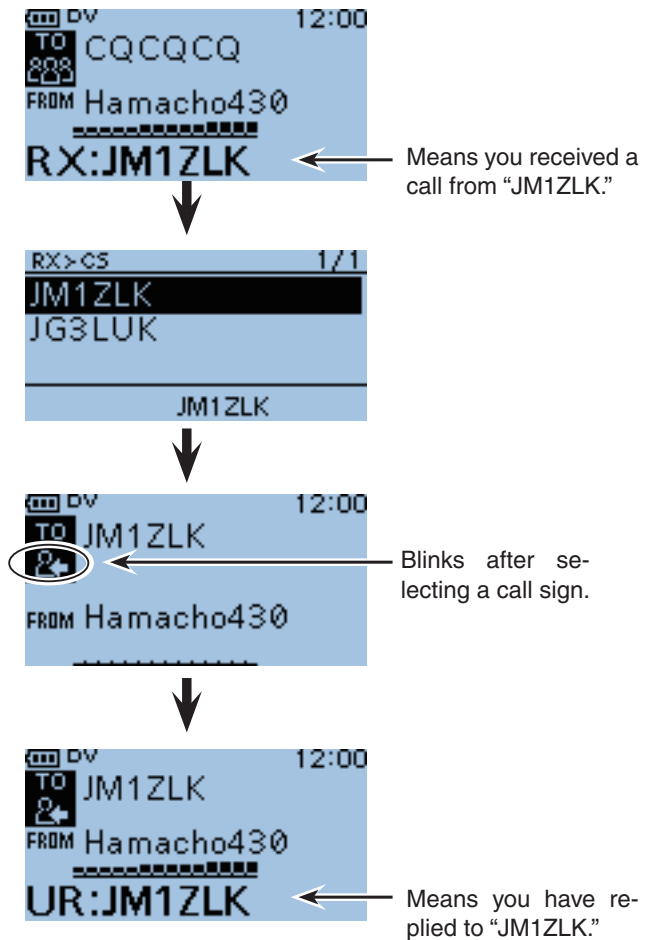 DV 12:00
TO CQCQCQ
FROM Hamacho430
RX:JM1ZLK
Means you received a
call from “JM1ZLK.”
RX>CS 1/1
JM1ZLK
JG3LUK
JM1ZLK
DV 12:00
TO JM1ZLK
Blinks after se-
lecting a call sign.
FROM Hamacho430
DV 12:00
TO JM1ZLK
FROM Hamacho430
UR:JM1ZLK
Means you have re-
plied to “JM1ZLK.”